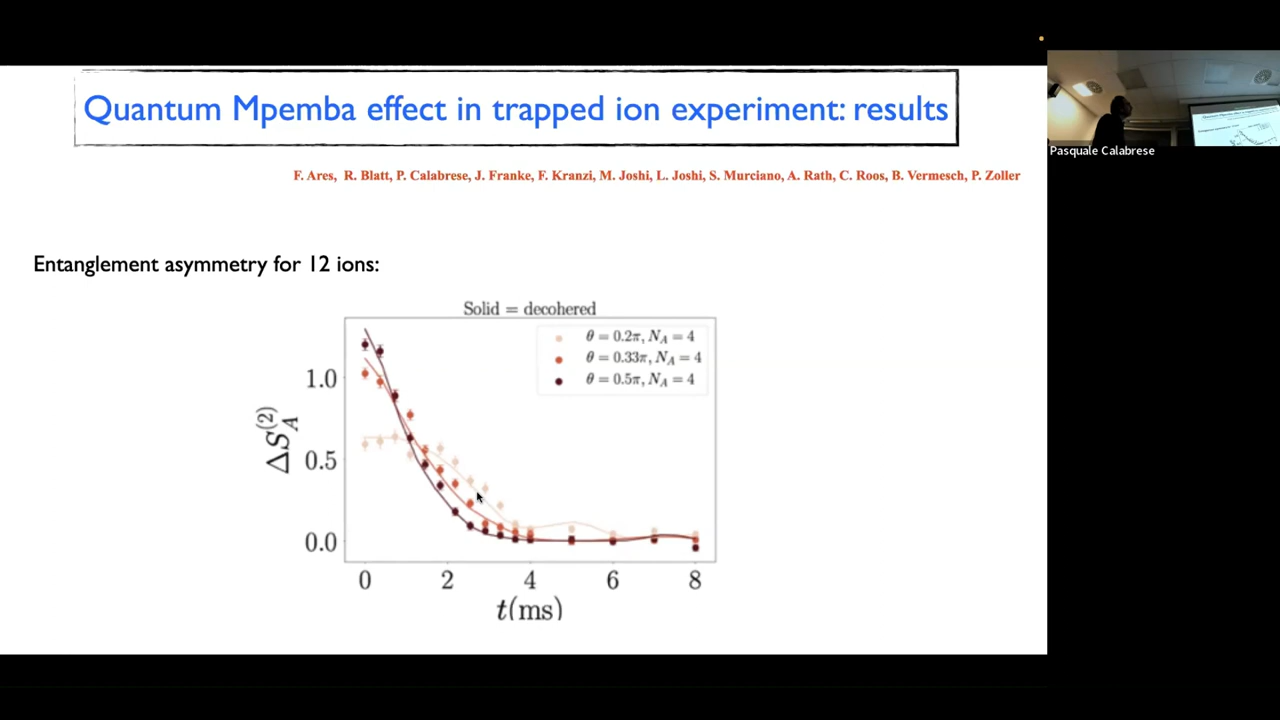 Quantum Mpemba effect in trapped ion experiment: results
F. Ares, R. Blatt, P. Calabrese, J. Franke, F. Kranzi, M. Joshi, L. Joshi, S. Murciano, A. Rath, C. Roos, B. Vermesch, P. Zoller
Pasquale Calabrese
Entanglement asymmetry for 12 ions:
Solid = decohered
θ = 0.2π, N_A = 4
θ = 0.33π, N_A = 4
θ = 0.5π, N_A = 4
ΔS_A^(2)
1.0
0.5
0.0
0 2 4 6 8
t(ms)